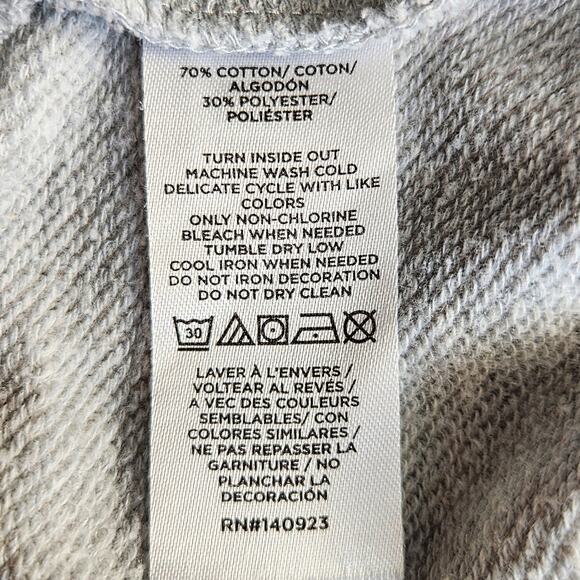 70% COTTON/ COTON/
ALGODÓN
30% POLYESTER/
POLIÉSTER
TURN INSIDE OUT
MACHINE WASH COLD
DELICATE CYCLE WITH LIKE
COLORS
ONLY NON-CHLORINE
BLEACH WHEN NEEDED
TUMBLE DRY LOW
COOL IRON WHEN NEEDED
DO NOT IRON DECORATION
DO NOT DRY CLEAN
30
LAVER À L'ENVERS /
VOLTEAR AL REVÉS /
A VEC DES COULEURS
SEMBLABLES/ CON
COLORES SIMILARES /
NE PAS REPASSER LA
GARNITURE / NO
PLANCHAR LA
DECORACIÓN
RN#140923